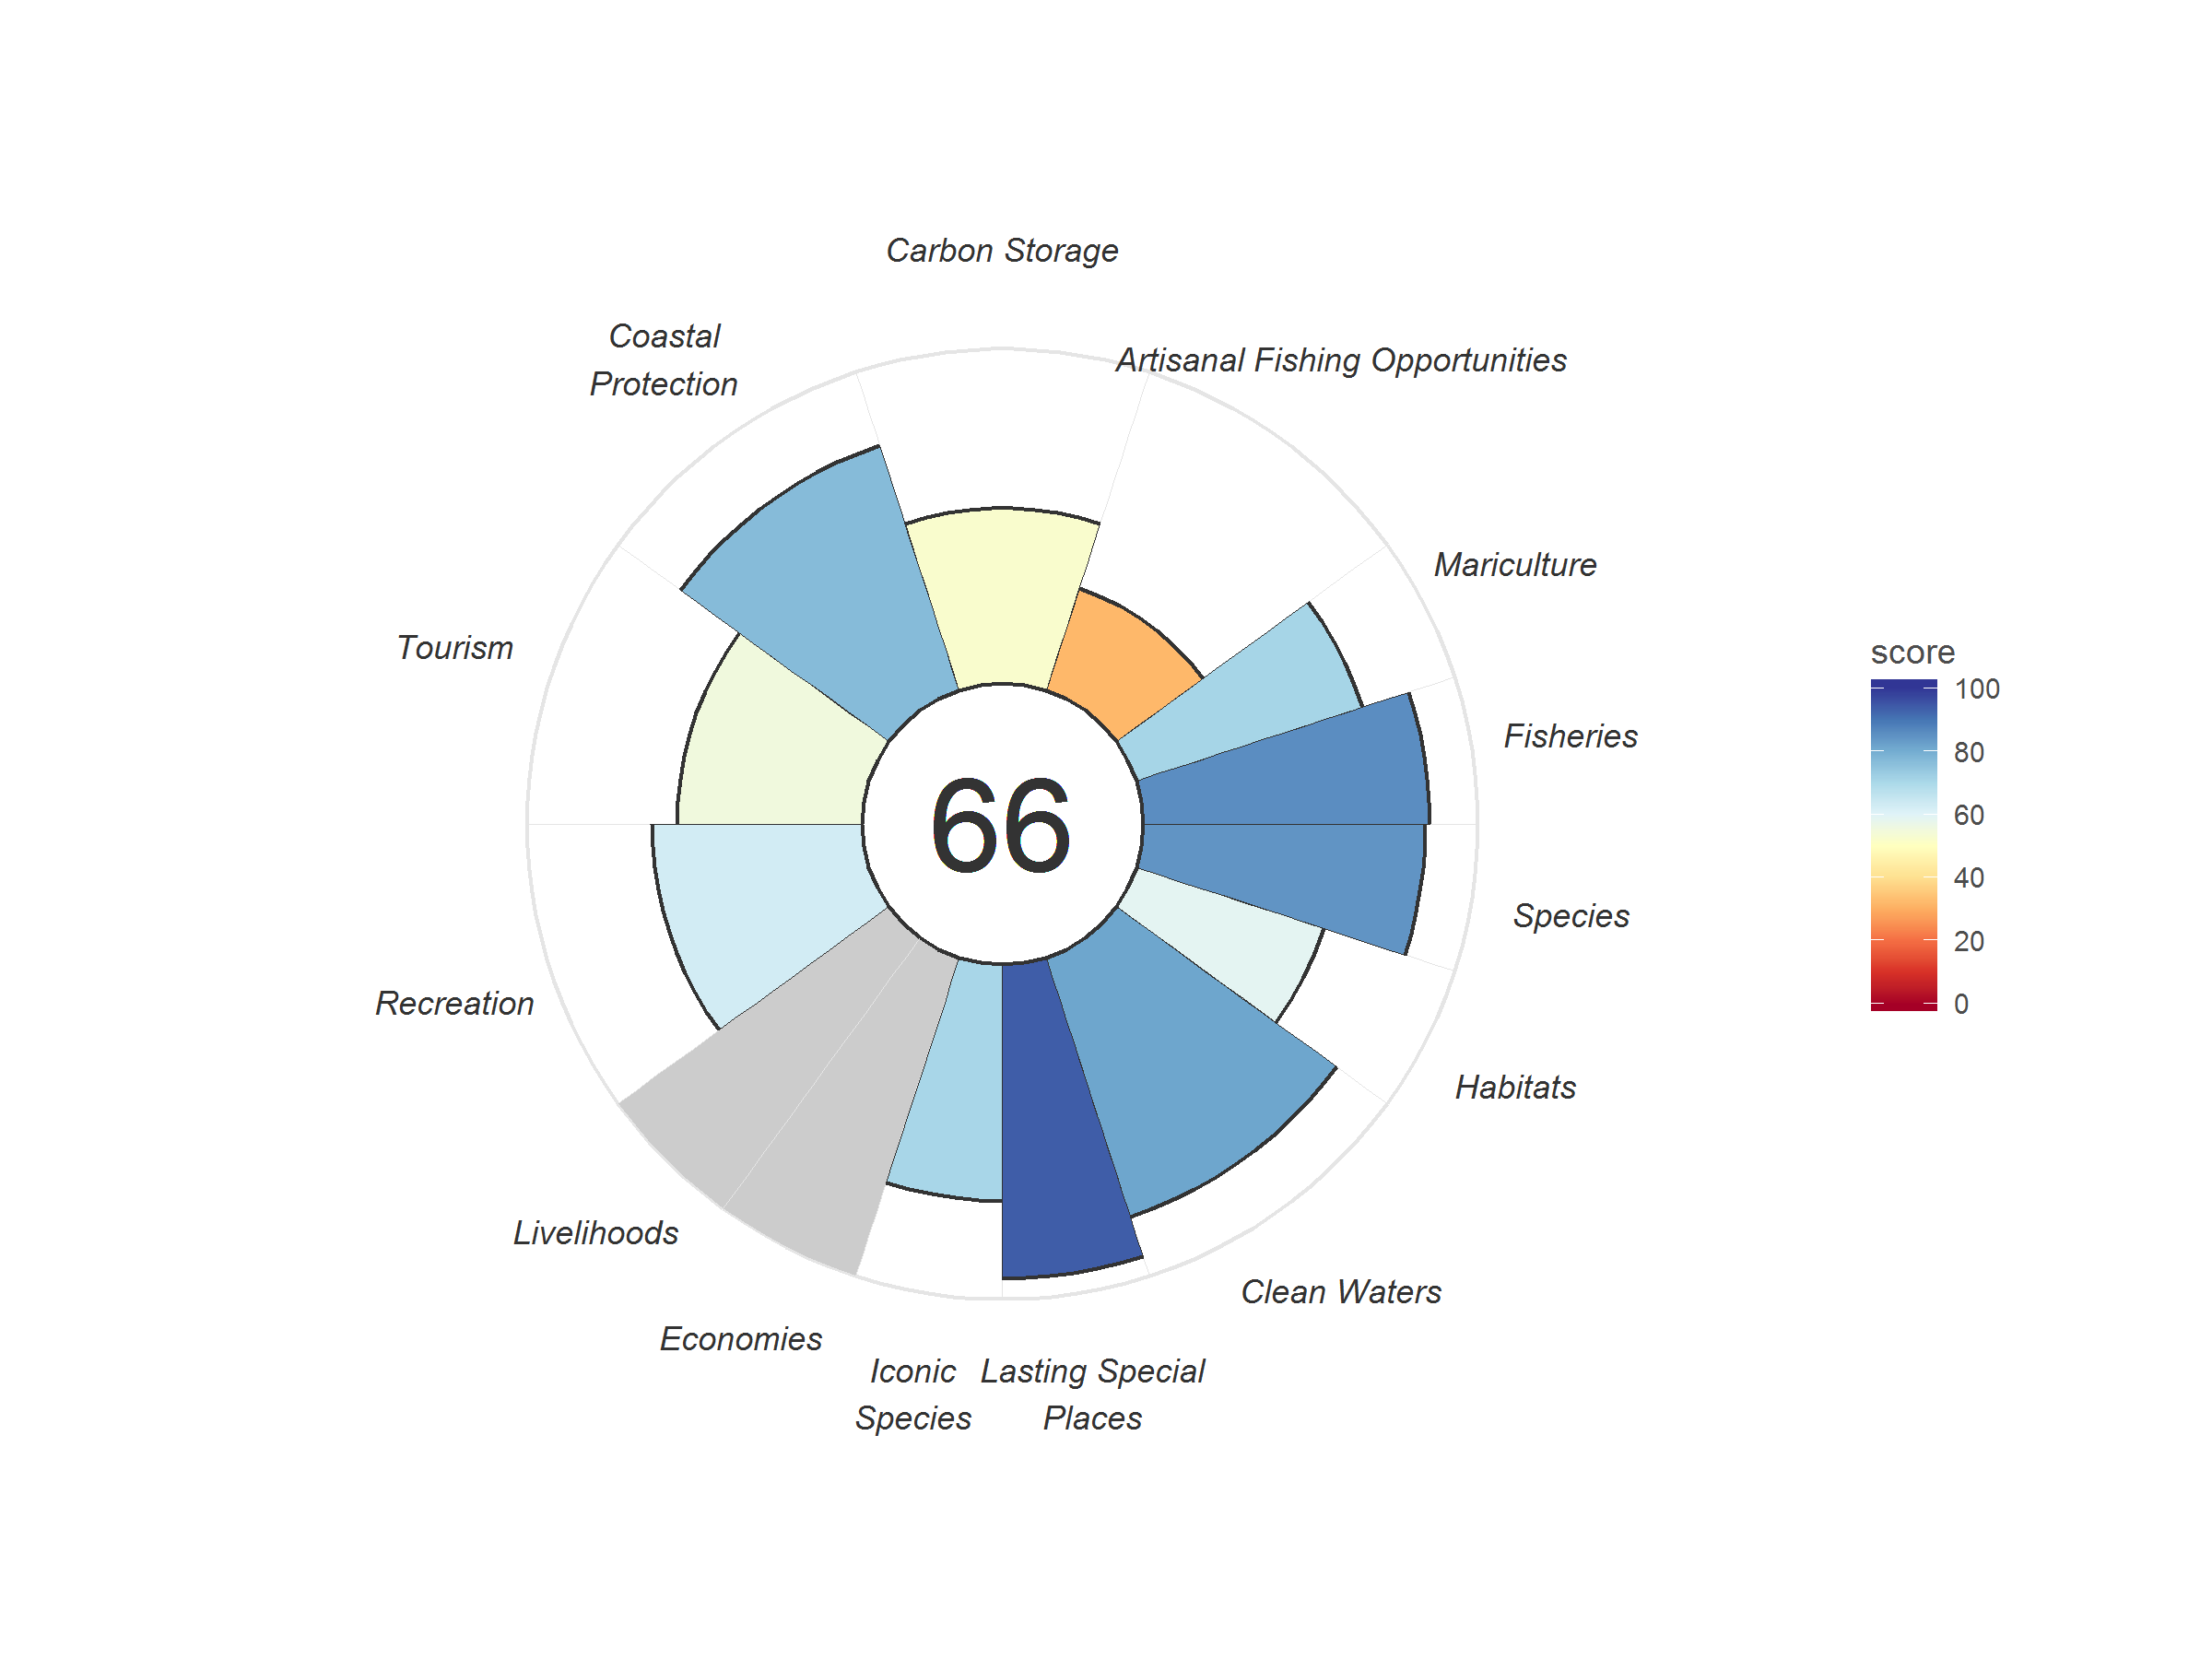 Carbon Storage
Coastal
Protection
Artisanal Fishing Opportunities
Mariculture
Tourism
Fisheries
66
Species
Recreation
Habitats
Livelihoods
Clean Waters
Economies
Iconic
Species
Lasting Special
Places
score
100
80
60
40
20
0